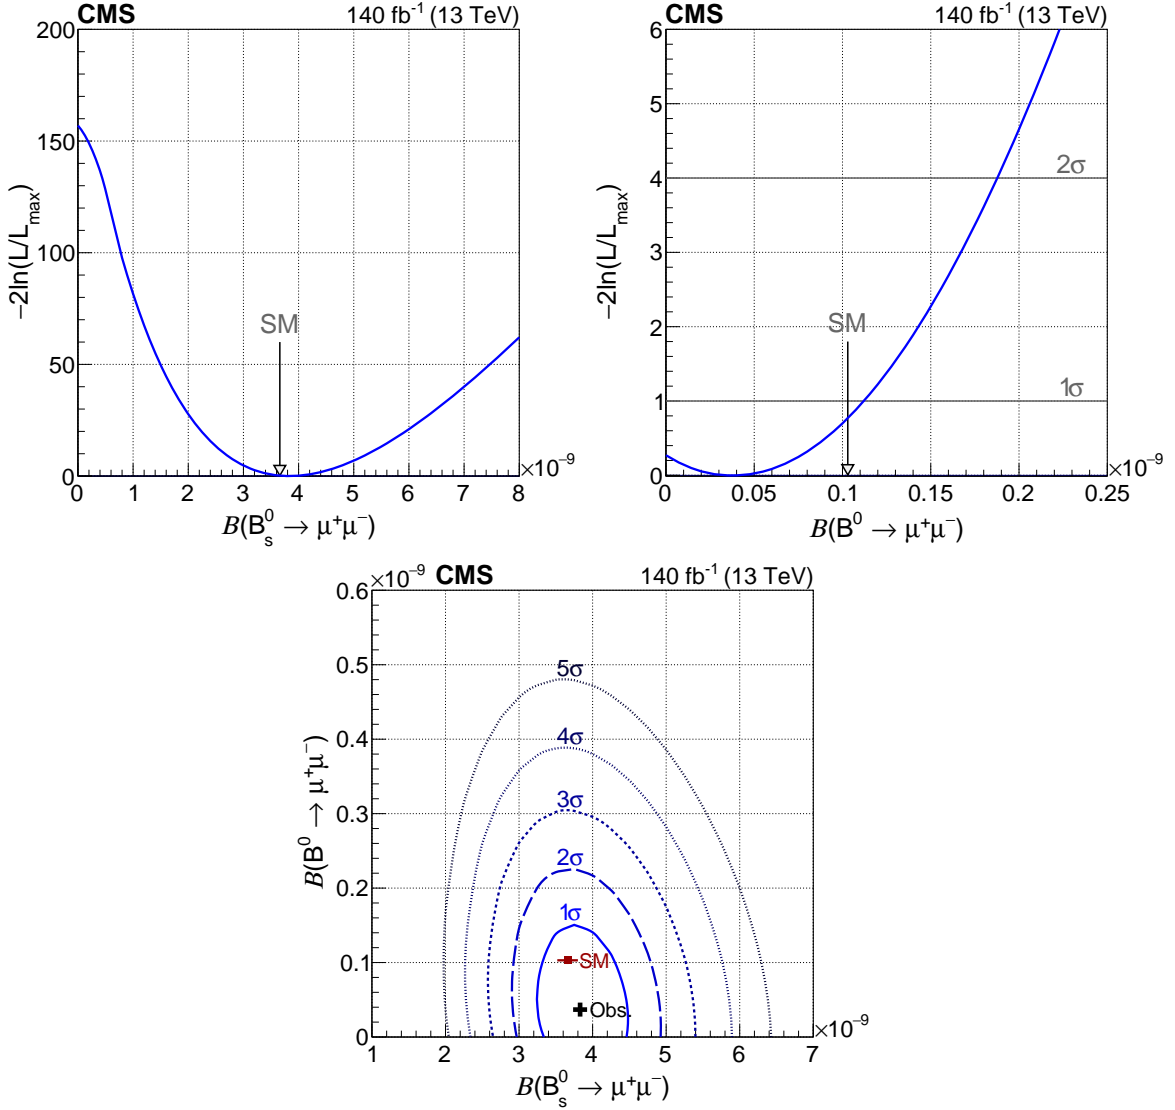 CMS 140 fb⁻¹ (13 TeV)
−2ln(L/L_max)
200
150
100
50
0
SM
0 1 2 3 4 5 6 7 8
×10⁻⁹
B(B⁰_s → μ⁺μ⁻)
CMS 140 fb⁻¹ (13 TeV)
−2ln(L/L_max)
6
5
4
3
2
1
0
2σ
SM
1σ
0 0.05 0.1 0.15 0.2 0.25
×10⁻⁹
B(B⁰ → μ⁺μ⁻)
×10⁻⁹ CMS 140 fb⁻¹ (13 TeV)
B(B⁰ → μ⁺μ⁻)
0.6
0.5
0.4
0.3
0.2
0.1
0
5σ
4σ
3σ
2σ
1σ
SM
Obs.
×10⁻⁹
1 2 3 4 5 6 7
B(B⁰_s → μ⁺μ⁻)